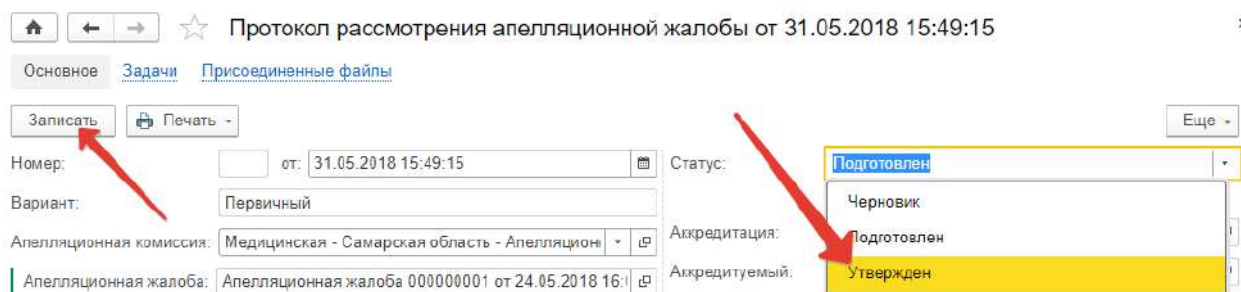 Протокол рассмотрения апелляционной жалобы от 31.05.2018 15:49:15
Основное Задачи Присоединенные файлы
Записать Печать Еще
Номер: от: 31.05.2018 15:49:15 Статус: Подготовлен
Вариант: Первичный Черновик
Апелляционная комиссия: Медицинская - Самарская область - Апелляционн Аккредитация: Подготовлен
Апелляционная жалоба: Апелляционная жалоба 000000001 от 24.05.2018 16: Аккредитуемый: Утвержден